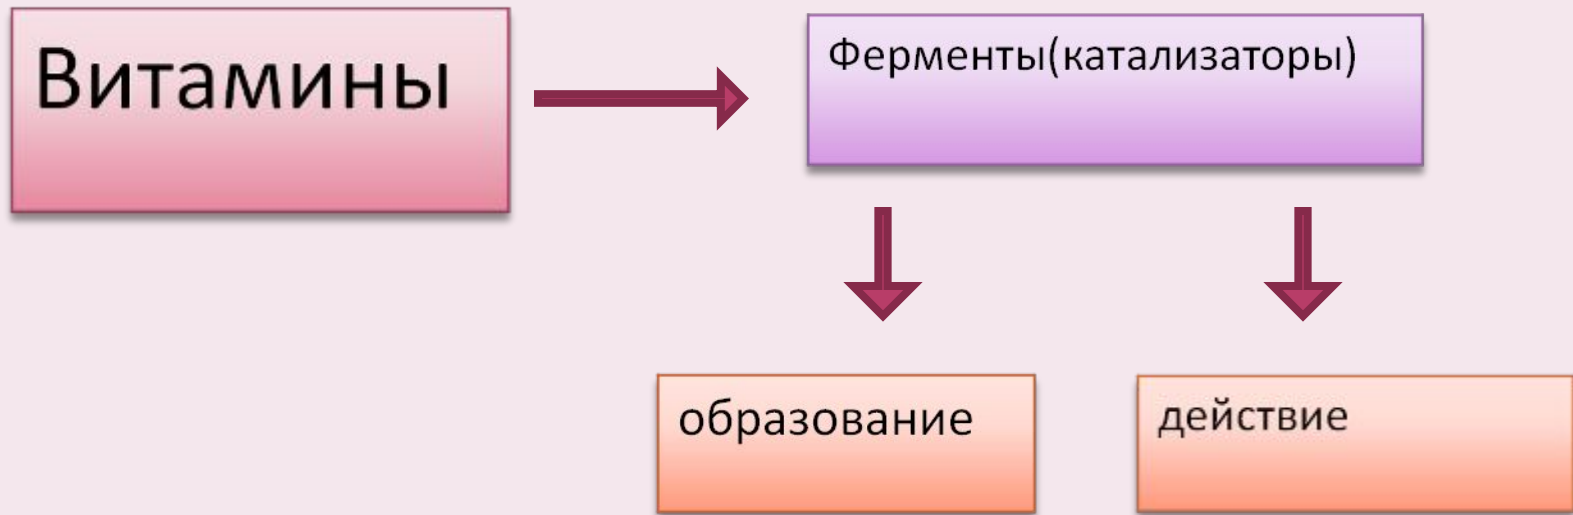 Витамины
Ферменты(катализаторы)
образование
действие